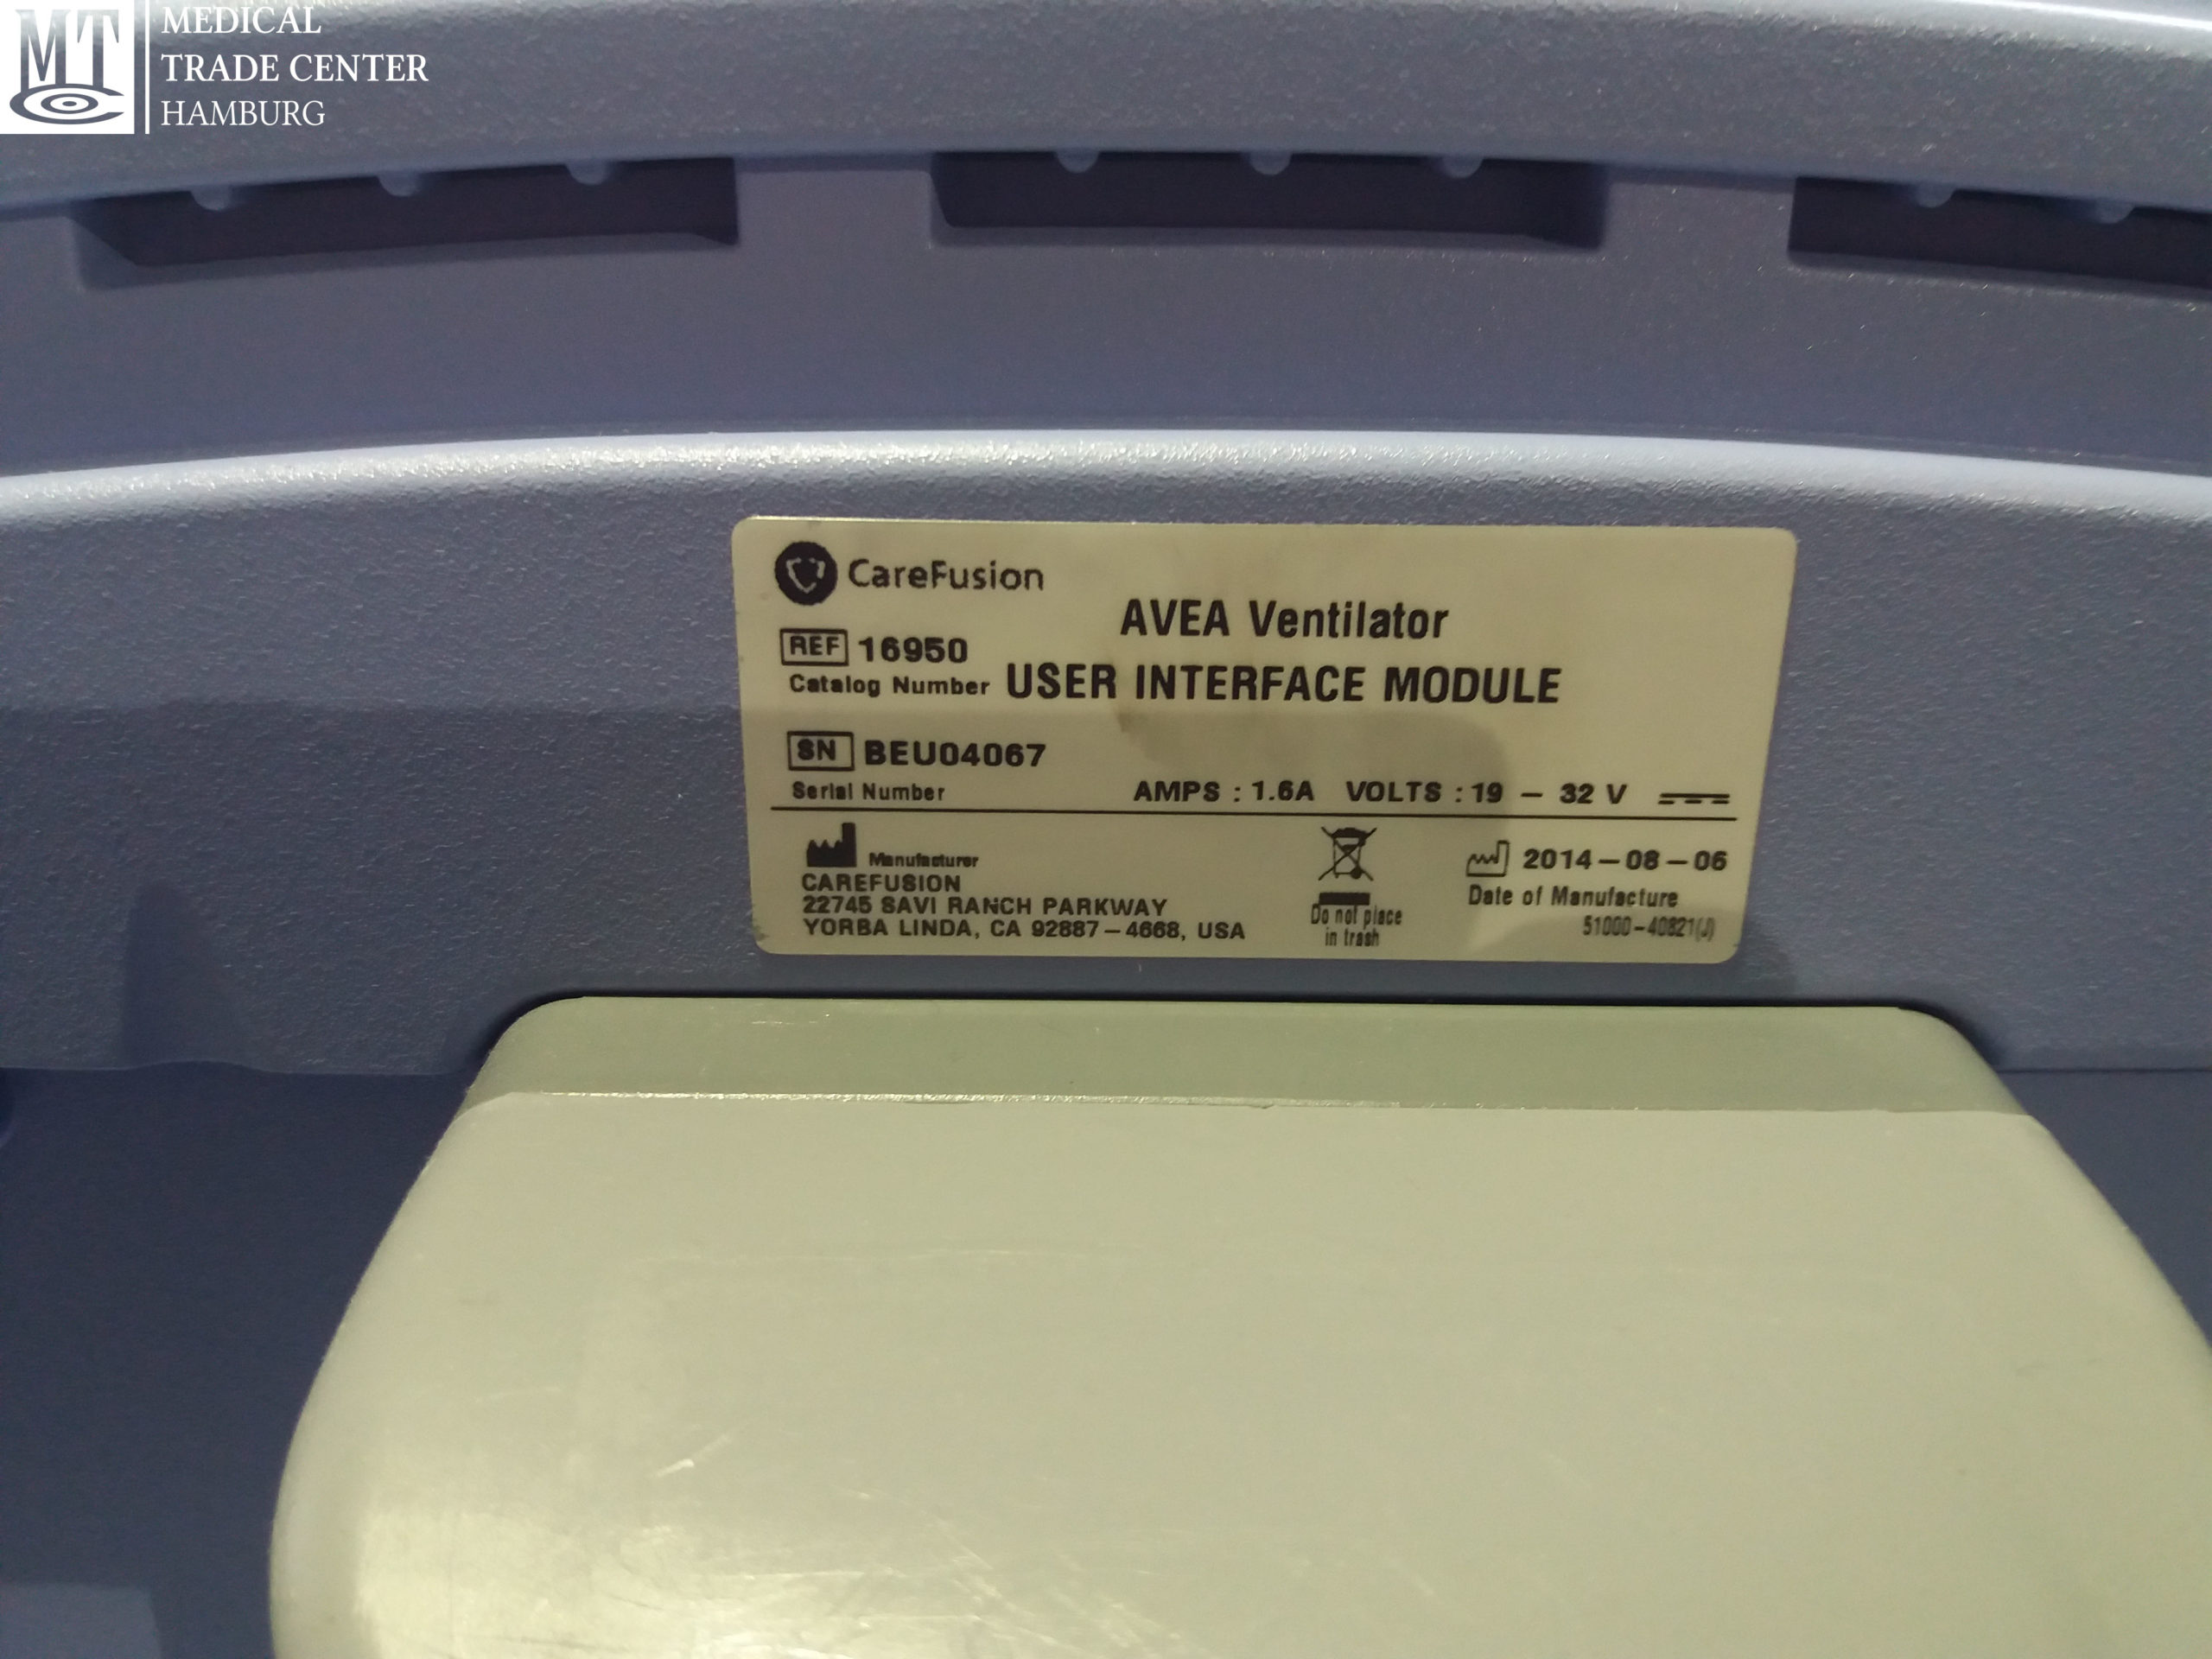 MTC
MEDICAL
TRADE CENTER
HAMBURG
CareFusion
AVEA Ventilator
REF 16950
Catalog Number USER INTERFACE MODULE
SN BEU04067
Serial Number AMPS : 1.6A VOLTS : 19 – 32 V
Manufacturer
CAREFUSION
22745 SAVI RANCH PARKWAY
YORBA LINDA, CA 92887–4668, USA
Do not place
in trash
2014–08–06
Date of Manufacture
51000–40821(J)